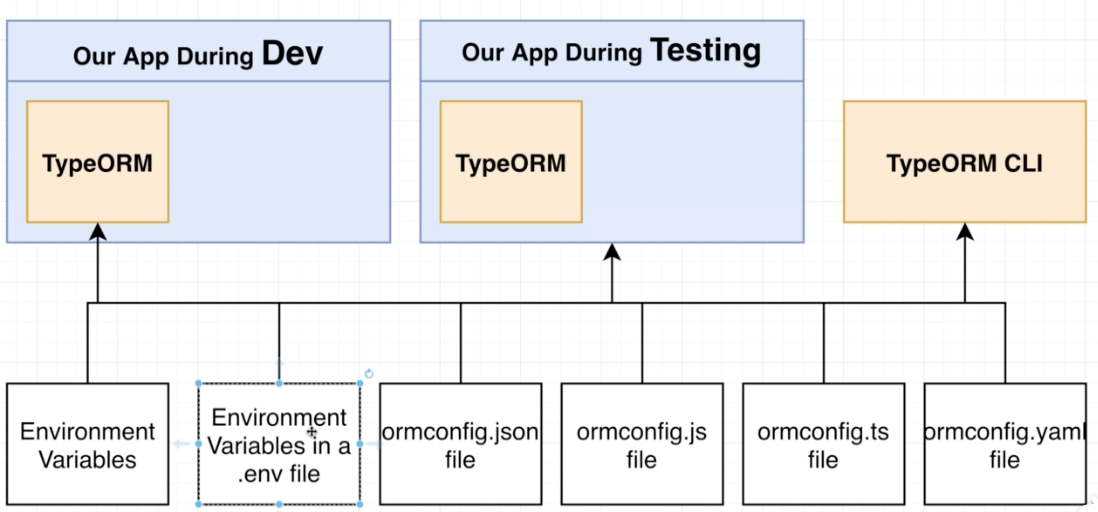 Our App During Dev
Our App During Testing
TypeORM
TypeORM
TypeORM CLI
Environment
Variables
Environment
Variables in a
.env file
ormconfig.json
file
ormconfig.js
file
ormconfig.ts
file
ormconfig.yaml
file